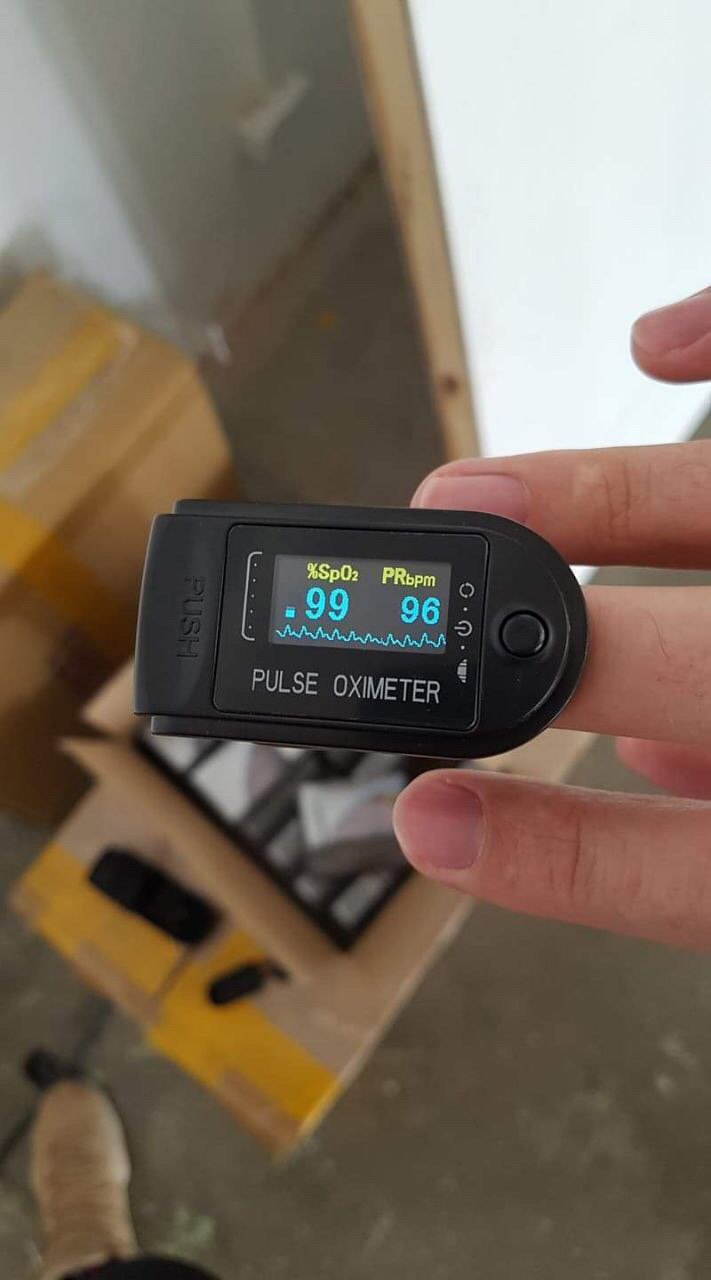 %SpO₂ PRbpm
99 96
PUSH
PULSE OXIMETER